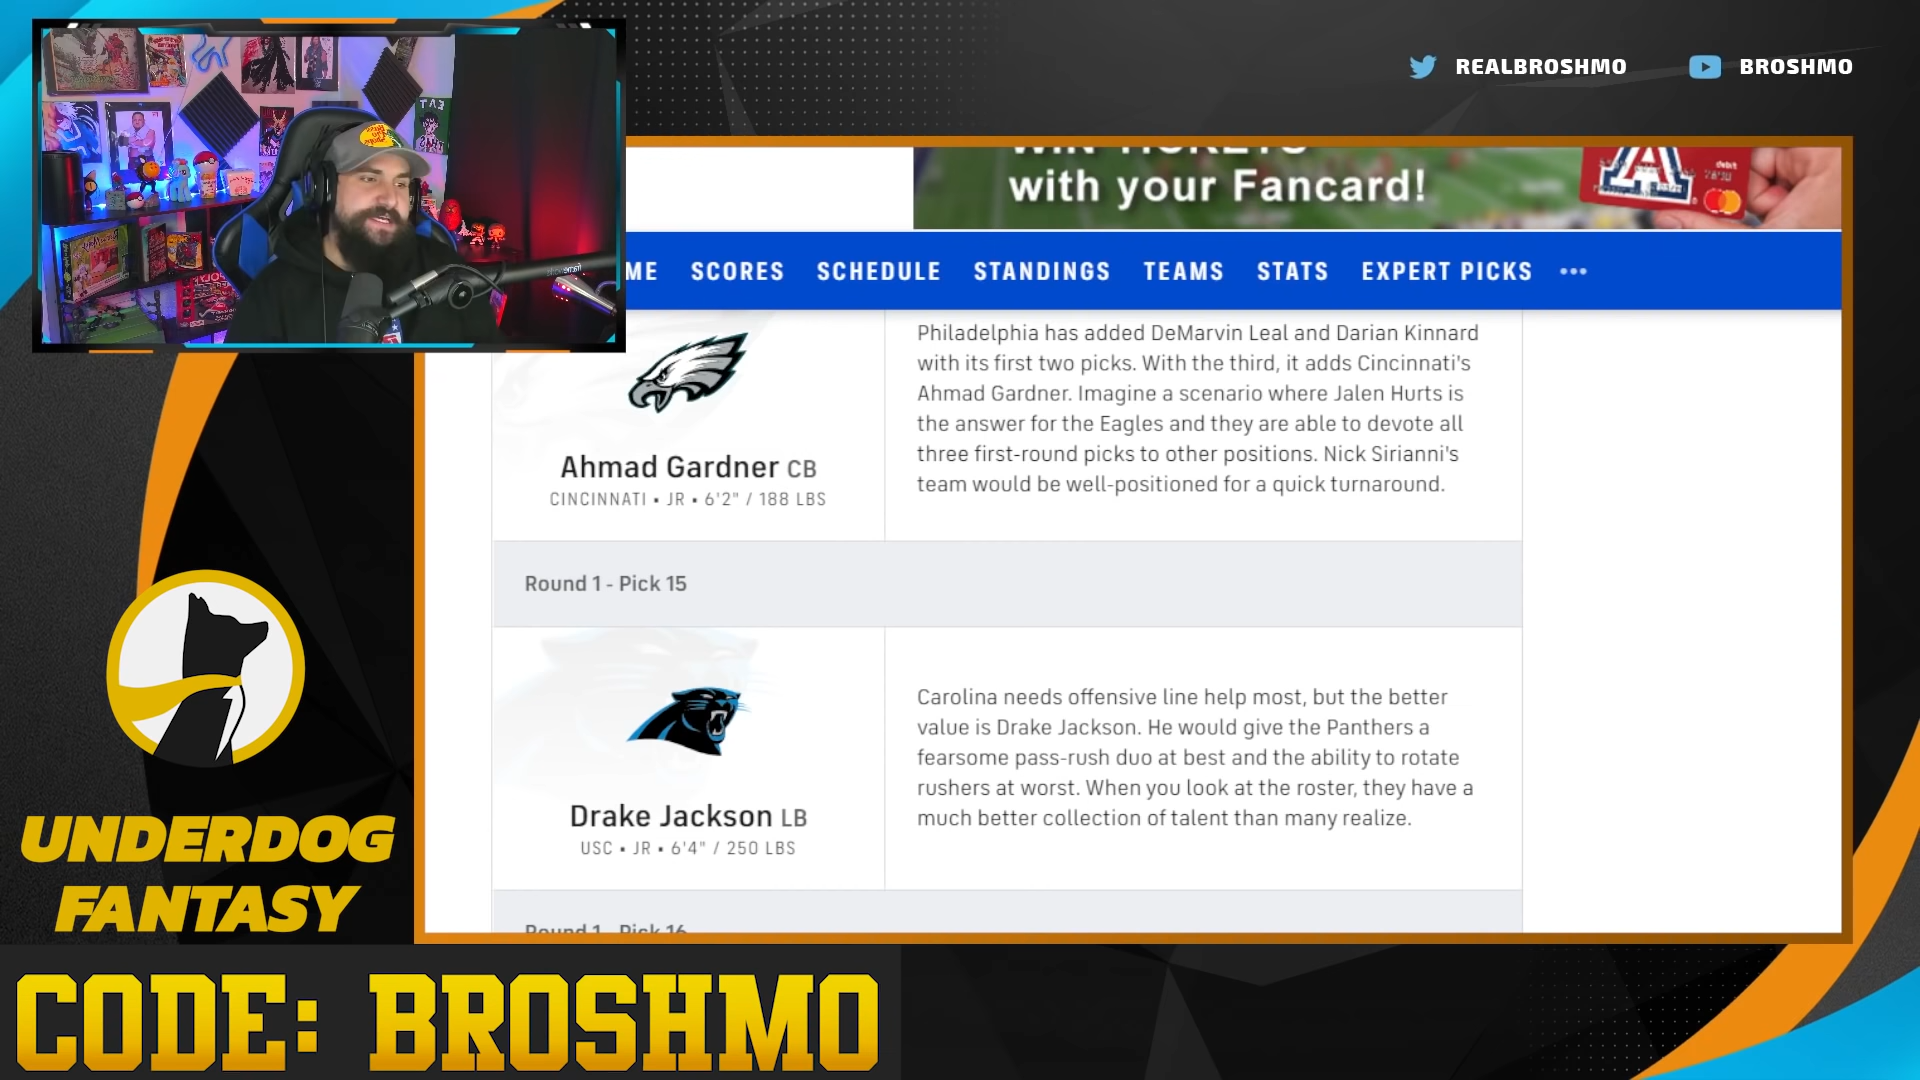 REALBROSHMO
BROSHMO
with your Fancard!
debit
ME SCORES SCHEDULE STANDINGS TEAMS STATS EXPERT PICKS •••
Philadelphia has added DeMarvin Leal and Darian Kinnard
with its first two picks. With the third, it adds Cincinnati's
Ahmad Gardner. Imagine a scenario where Jalen Hurts is
the answer for the Eagles and they are able to devote all
three first-round picks to other positions. Nick Sirianni's
team would be well-positioned for a quick turnaround.
Ahmad Gardner CB
CINCINNATI • JR • 6'2" / 188 LBS
Round 1 - Pick 15
Carolina needs offensive line help most, but the better
value is Drake Jackson. He would give the Panthers a
fearsome pass-rush duo at best and the ability to rotate
rushers at worst. When you look at the roster, they have a
much better collection of talent than many realize.
Drake Jackson LB
USC • JR • 6'4" / 250 LBS
Round 1 - Pick 16
UNDERDOG
FANTASY
CODE: BROSHMO